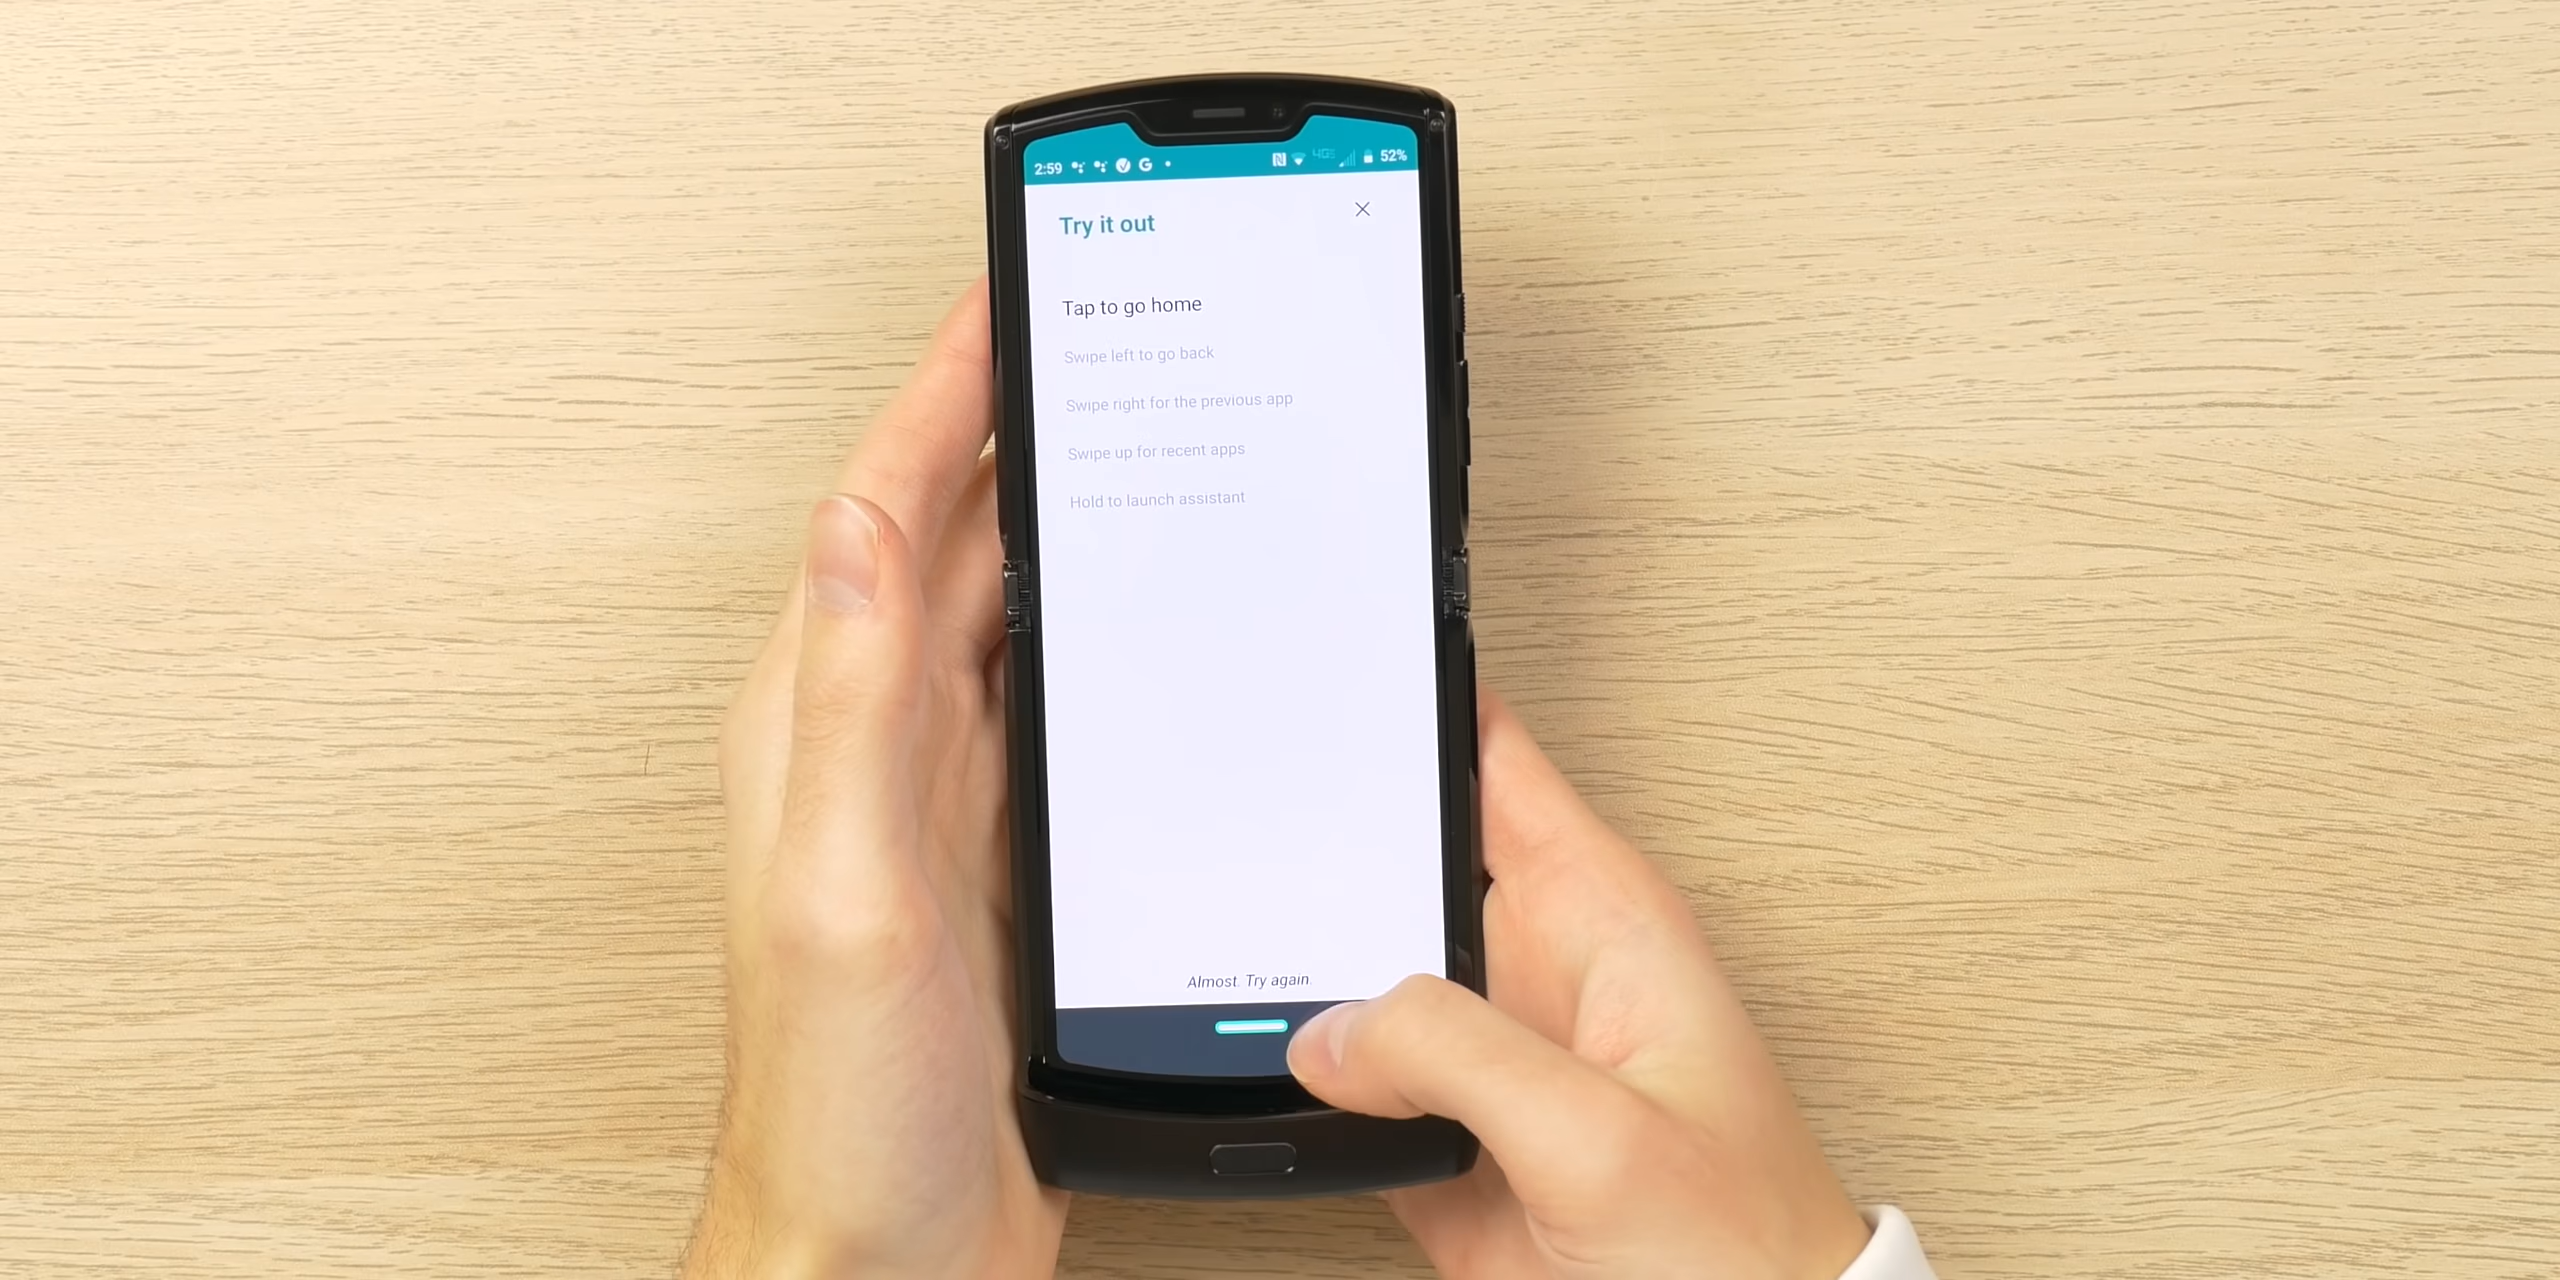 2:59 G 4GE 52%
Try it out
Tap to go home
Swipe left to go back
Swipe right for the previous app
Swipe up for recent apps
Hold to launch assistant
Almost. Try again.